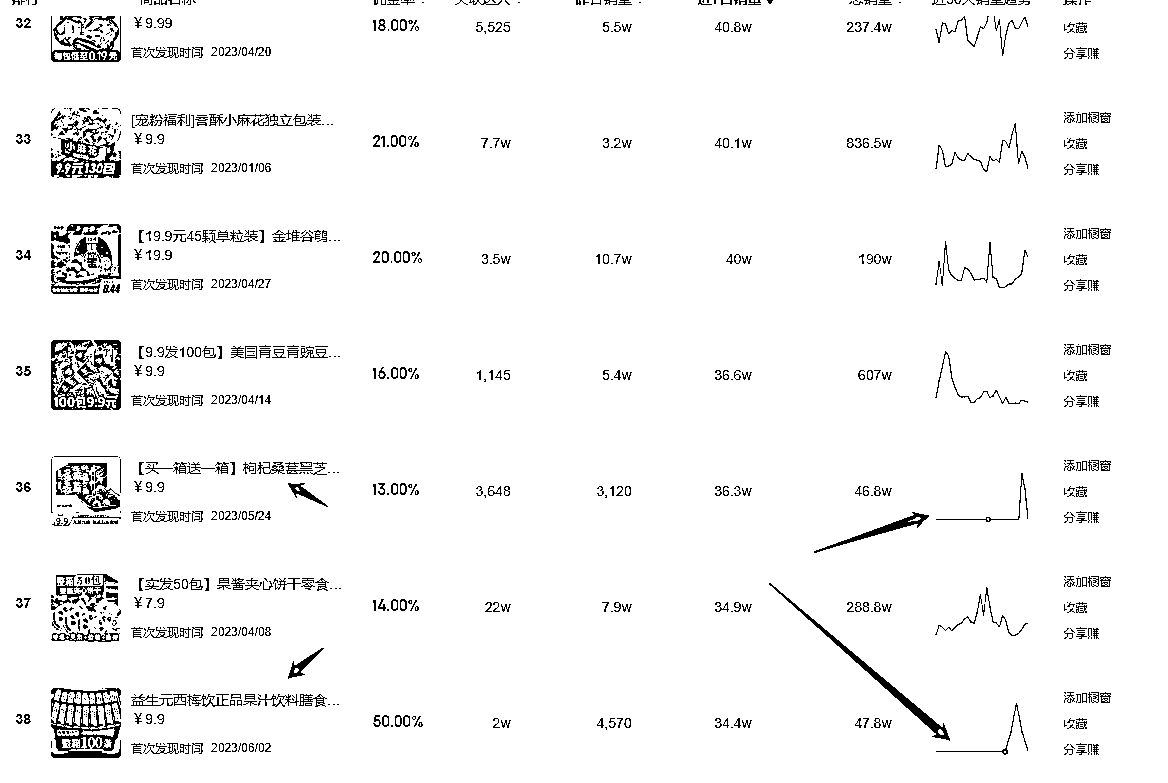 排行 商品名称 佣金率 关联达人 昨日销量 近7日销量 总销量 近30天销量趋势 操作
32 ￥9.99 18.00% 5,525 5.5w 40.8w 237.4w 收藏
首次发现时间 2023/04/20 分享赚
每包低至0.19元
[宠粉福利]香酥小麻花独立包装... 添加橱窗
33 ￥9.9 21.00% 7.7w 3.2w 40.1w 836.5w 收藏
小麻花
9.9元130包
首次发现时间 2023/01/06 分享赚
【19.9元45颗单粒装】金堆谷鹌... 添加橱窗
34 ￥19.9 20.00% 3.5w 10.7w 40w 190w 收藏
0.44
首次发现时间 2023/04/27 分享赚
【9.9发100包】美国青豆青豌豆... 添加橱窗
35 ￥9.9 16.00% 1,145 5.4w 36.6w 607w 收藏
100包9.9元
首次发现时间 2023/04/14 分享赚
【买一箱送一箱】枸杞桑葚黑芝... 添加橱窗
36 ￥9.9 13.00% 3,648 3,120 36.3w 46.8w 收藏
9.9
首次发现时间 2023/05/24 分享赚
【实发50包】果酱夹心饼干零食... 添加橱窗
37 ￥7.9 14.00% 22w 7.9w 34.9w 288.8w 收藏
首次发现时间 2023/04/08 分享赚
益生元西梅饮正品果汁饮料膳食... 添加橱窗
38 ￥9.9 50.00% 2w 4,570 34.4w 47.8w 收藏
整箱100条
首次发现时间 2023/06/02 分享赚